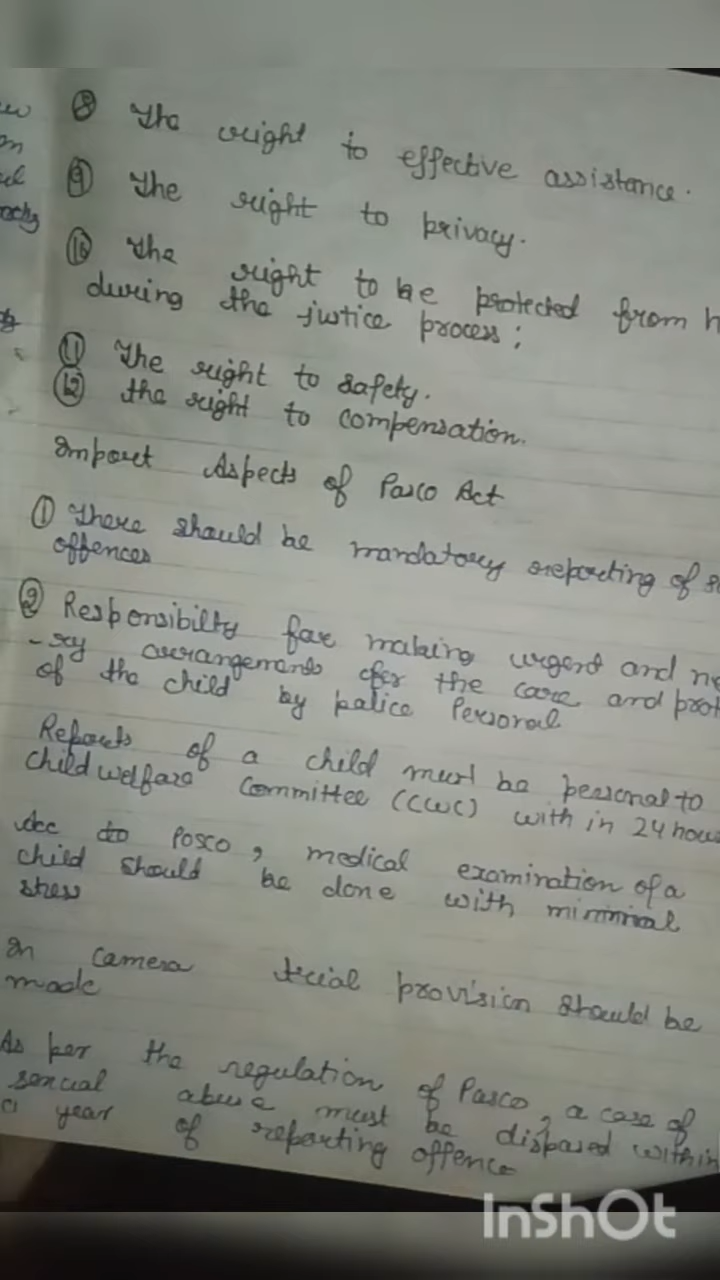 ⑧ The right to effective assistance.
⑨ The right to privacy.
⑩ The right to be protected from h
during the justice process;
⑪ The right to safety.
⑫ the right to compensation.
Import Aspects of Pasco Act
① There should be mandatory reporting of
offences
② Responsibilty for making urgent and ne
-ry arrangements for the care and prot
of the child by police Personal
Reports of a child must be personal to
Child welfare Committee (CWC) with in 24 hours
Acc to Posco, medical examination of a
child should be done with minimal
stress
In camera trial provision should be
made
As per the regulation of Pasco, a case of
sexual abuse must be disposed within
a year of reporting offence
InShOt